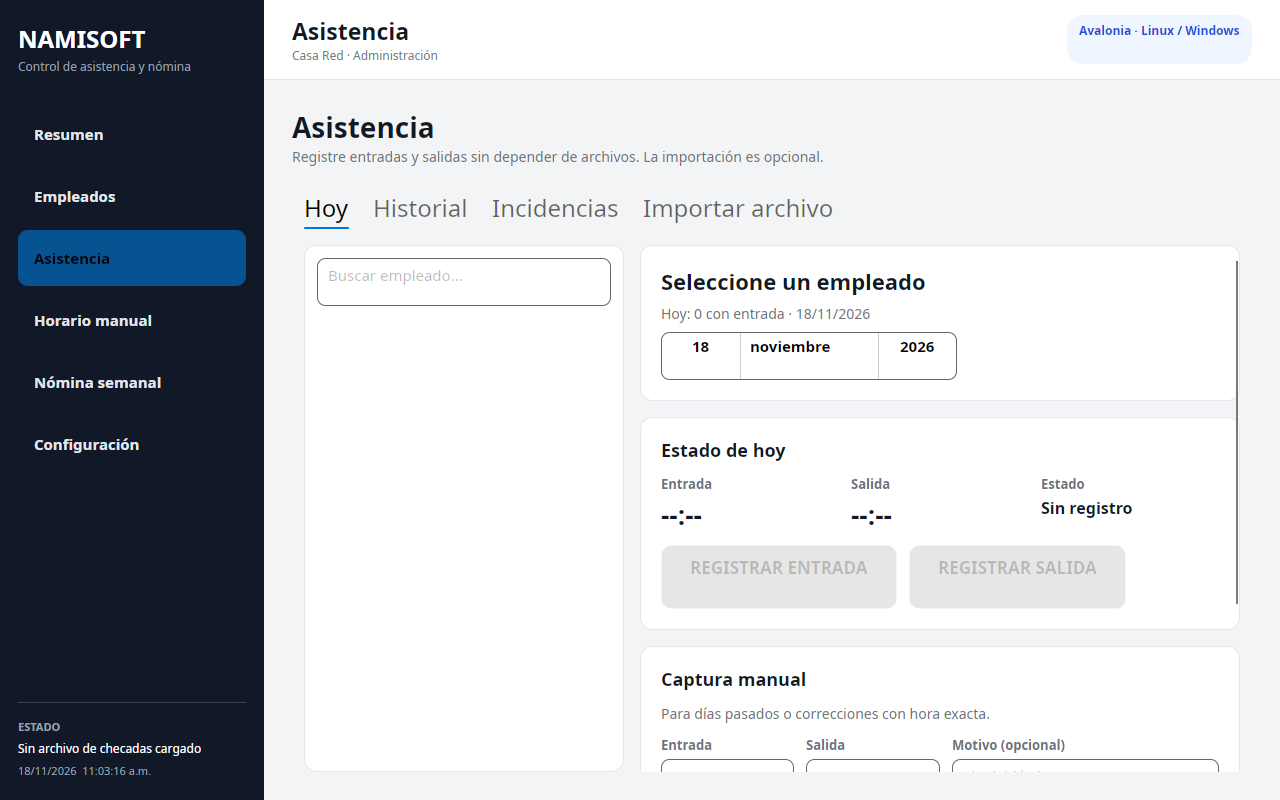 NAMISOFT
Control de asistencia y nómina
Resumen
Empleados
Asistencia
Horario manual
Nómina semanal
Configuración
ESTADO
Sin archivo de checadas cargado
18/11/2026 11:03:16 a.m.
Asistencia
Casa Red · Administración
Avalonia · Linux / Windows
Asistencia
Registre entradas y salidas sin depender de archivos. La importación es opcional.
Hoy Historial Incidencias Importar archivo
Buscar empleado...
Seleccione un empleado
Hoy: 0 con entrada · 18/11/2026
18 noviembre 2026
Estado de hoy
Entrada Salida Estado
--:-- --:-- Sin registro
REGISTRAR ENTRADA REGISTRAR SALIDA
Captura manual
Para días pasados o correcciones con hora exacta.
Entrada Salida Motivo (opcional)